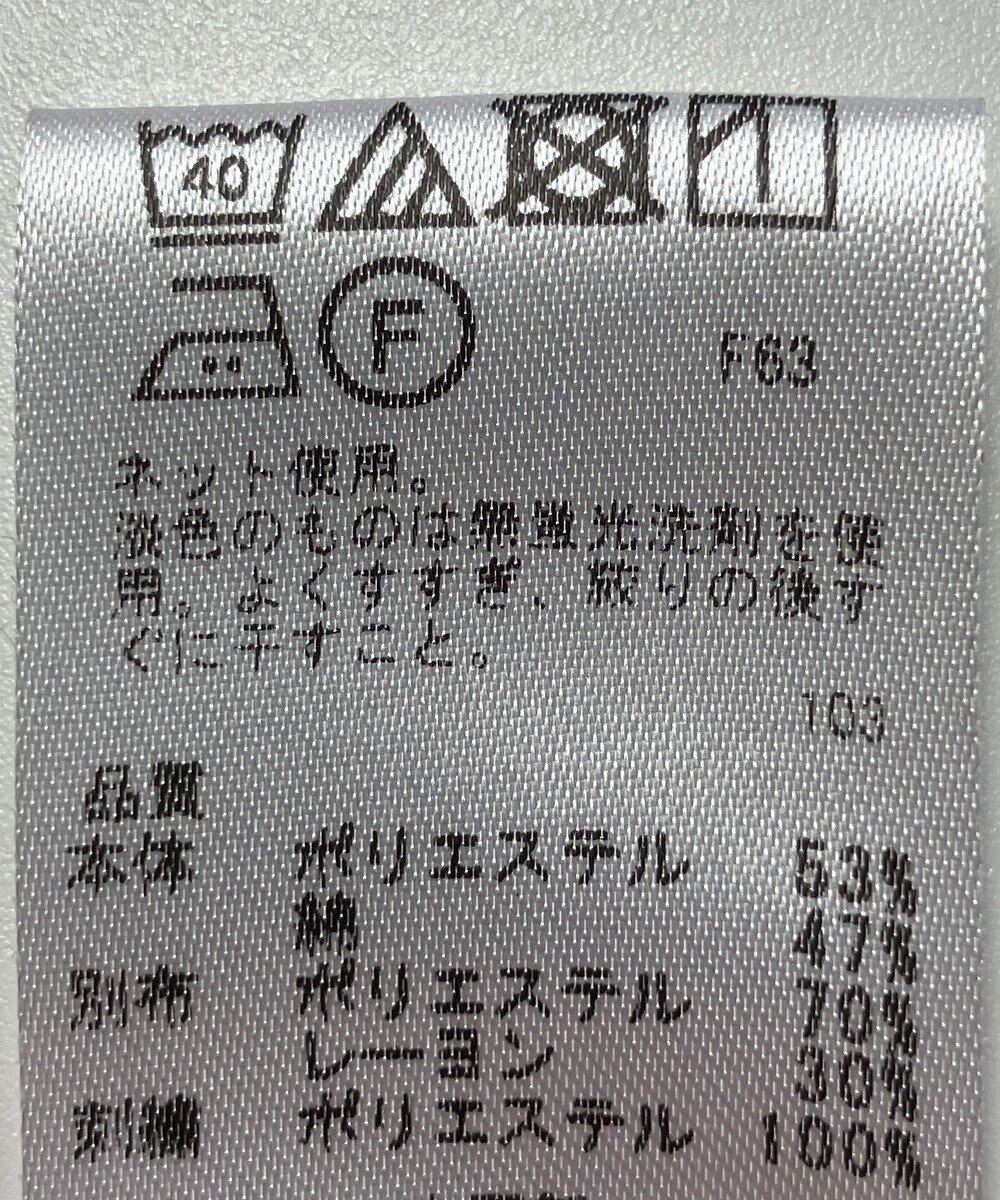 40
F
F63
ネット使用。
淡色のものは無蛍光洗剤を使
用。よくすすぎ、絞りの後す
ぐに干すこと。
103
品質
本体 ポリエステル 53%
綿 47%
別布 ポリエステル 70%
レーヨン 30%
刺繍 ポリエステル 100%